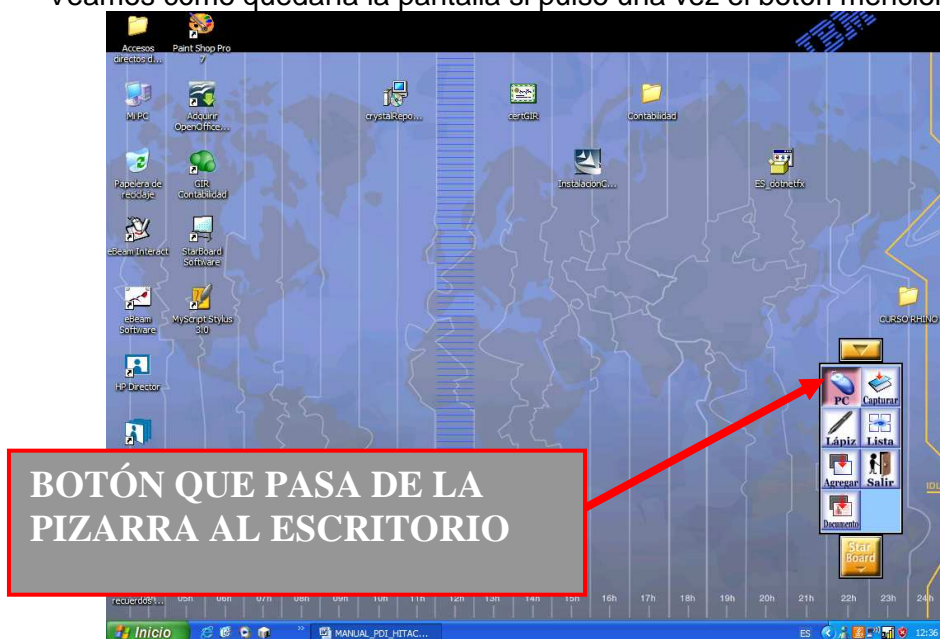 Veamos como quedaría la pantalla si pulso una vez el botón mencion
IBM
Accesos
directos d...
Paint Shop Pro
7
Mi PC
Adquirir
OpenOffice...
crystalRepo...
certGIR
Contabilidad
Papelera de
reciclaje
GIR
Contabilidad
InstalacionC...
ES_dotnetfx
eBeam Interact
StarBoard
Software
eBeam
Software
MyScript Stylus
3.0
CURSO RHINO
HP Director
PC
Capturar
Lápiz
Lista
Agregar
Salir
Documento
Star
Board
IDL
BOTÓN QUE PASA DE LA
PIZARRA AL ESCRITORIO
recuerdos...
05h 06h 07h 08h 09h 10h 11h 12h 13h 14h 15h 16h 17h 18h 19h 20h 21h 22h 23h 24h
Inicio
MANUAL_PDI_HITAC...
ES
12:36